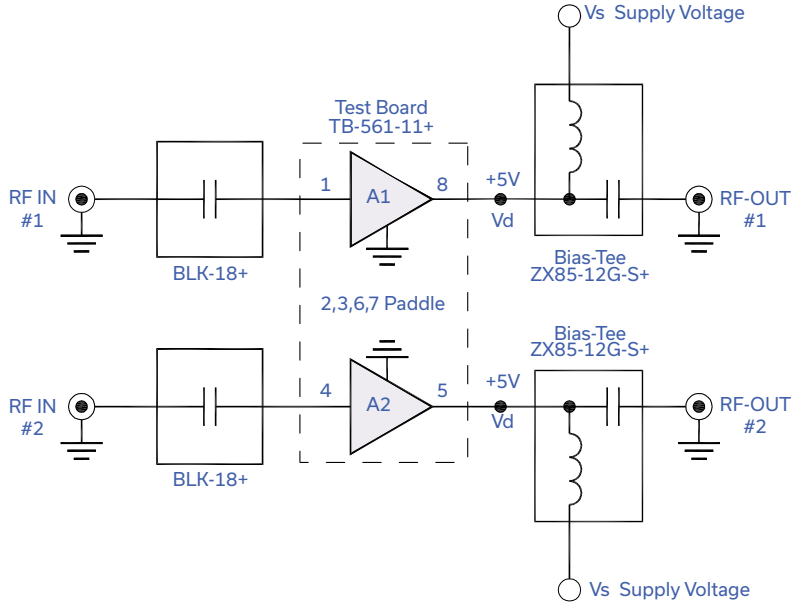 Vs Supply Voltage
Test Board
TB-561-11+
RF IN
#1
1
A1
8
+5V
Vd
RF-OUT
#1
BLK-18+
Bias-Tee
ZX85-12G-S+
2,3,6,7 Paddle
Bias-Tee
ZX85-12G-S+
RF IN
#2
4
A2
5
+5V
Vd
RF-OUT
#2
BLK-18+
Vs Supply Voltage